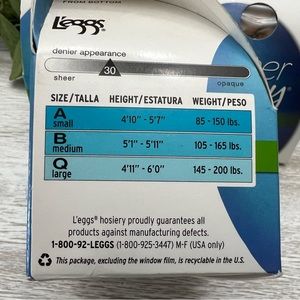 FROM BOTTOM
L'eggs
denier appearance
30
sheer opaque
SIZE/TALLA HEIGHT/ESTATURA WEIGHT/PESO
A small 4'10" - 5'7" 85 - 150 lbs.
B medium 5'1" - 5'11" 105 - 165 lbs.
Q large 4'11" - 6'0" 145 - 200 lbs.
L'eggs® hosiery proudly guarantees all
products against manufacturing defects.
1-800-92-LEGGS (1-800-925-3447) M-F (USA only)
This package, excluding the window film, is recyclable in the U.S.